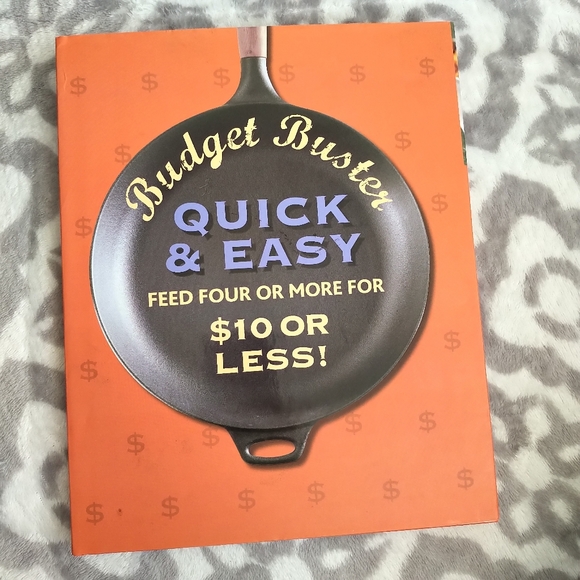 Budget Buster
QUICK
& EASY
FEED FOUR OR MORE FOR
$10 OR
LESS!